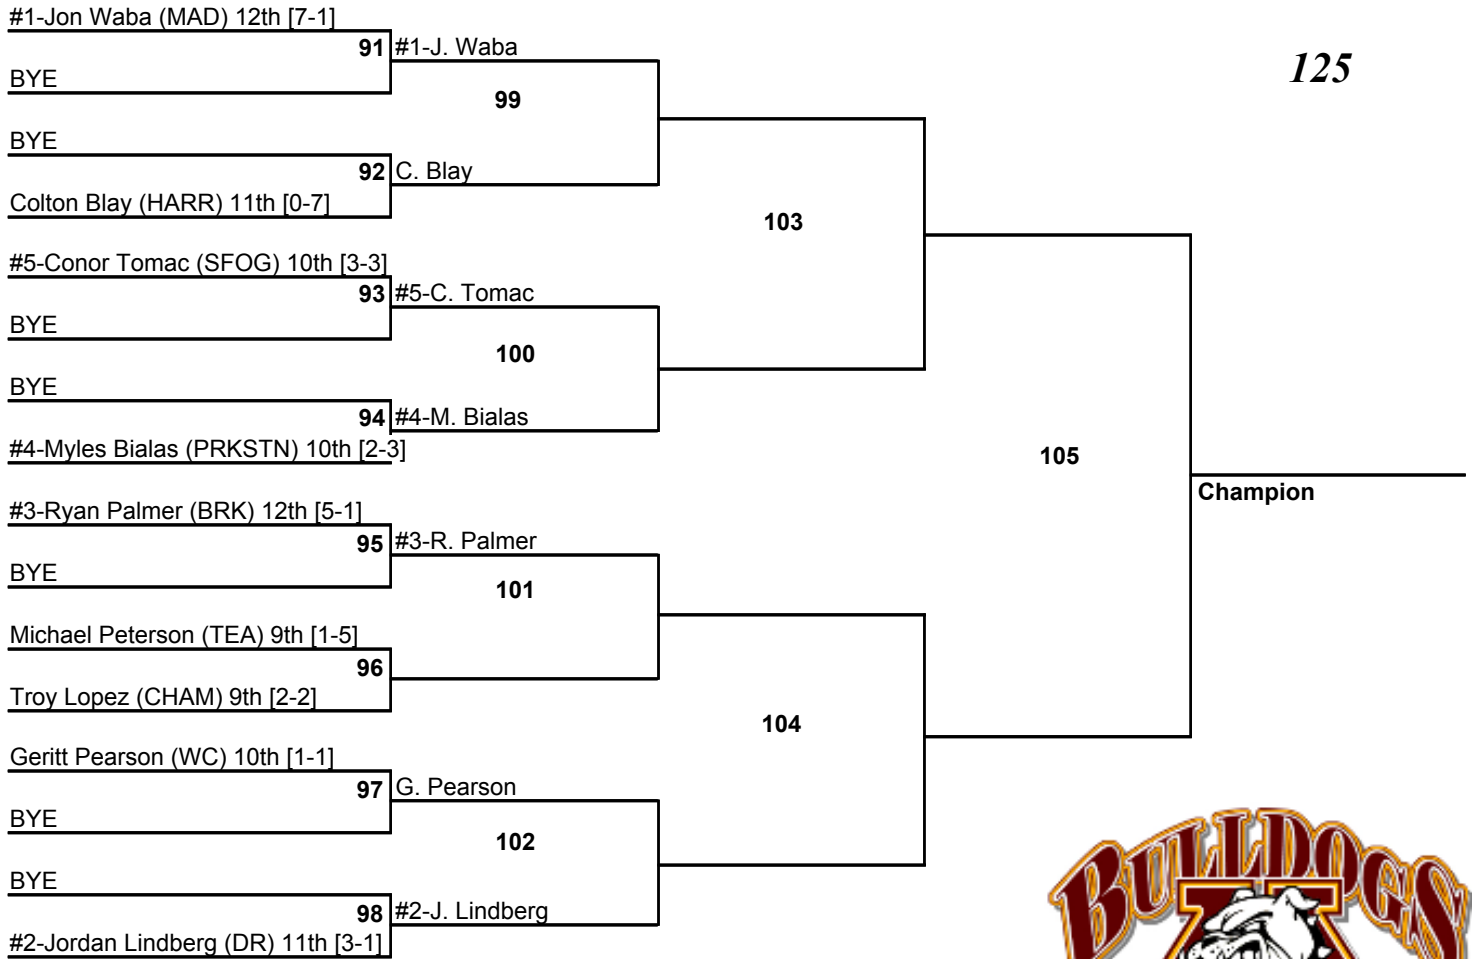 #1-Jon Waba (MAD) 12th [7-1]
91 #1-J. Waba
125
BYE
99
BYE
92 C. Blay
Colton Blay (HARR) 11th [0-7]
103
#5-Conor Tomac (SFOG) 10th [3-3]
93 #5-C. Tomac
BYE
100
BYE
94 #4-M. Bialas
#4-Myles Bialas (PRKSTN) 10th [2-3]
105
Champion
#3-Ryan Palmer (BRK) 12th [5-1]
95 #3-R. Palmer
BYE
101
Michael Peterson (TEA) 9th [1-5]
96
Troy Lopez (CHAM) 9th [2-2]
104
Geritt Pearson (WC) 10th [1-1]
97 G. Pearson
BYE
102
BYE
98 #2-J. Lindberg
#2-Jordan Lindberg (DR) 11th [3-1]
BULLDOGS